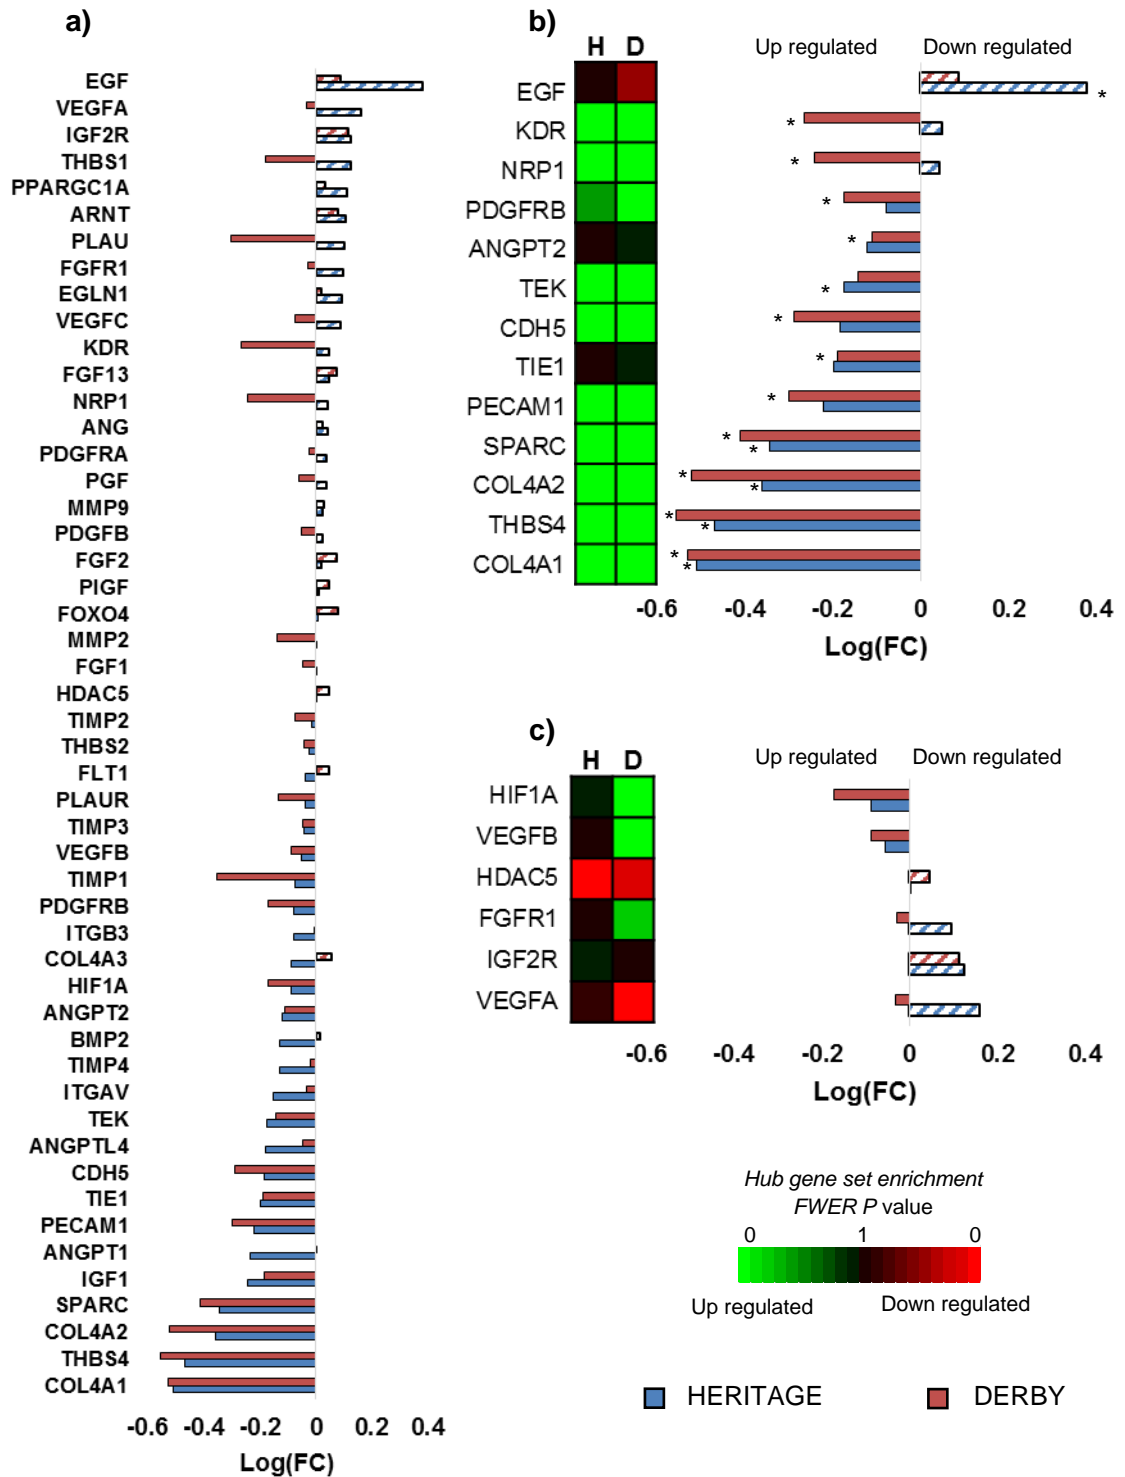 a)
EGF
VEGFA
IGF2R
THBS1
PPARGC1A
ARNT
PLAU
FGFR1
EGLN1
VEGFC
KDR
FGF13
NRP1
ANG
PDGFRA
PGF
MMP9
PDGFB
FGF2
PIGF
FOXO4
MMP2
FGF1
HDAC5
TIMP2
THBS2
FLT1
PLAUR
TIMP3
VEGFB
TIMP1
PDGFRB
ITGB3
COL4A3
HIF1A
ANGPT2
BMP2
TIMP4
ITGAV
TEK
ANGPTL4
CDH5
TIE1
PECAM1
ANGPT1
IGF1
SPARC
COL4A2
THBS4
COL4A1
-0.6 -0.4 -0.2 0 0.2 0.4
Log(FC)
b)
H D Up regulated Down regulated
EGF *
KDR *
NRP1 *
PDGFRB *
ANGPT2 *
TEK *
CDH5 *
TIE1 *
PECAM1 *
SPARC * *
COL4A2 * *
THBS4 * *
COL4A1 * *
-0.6 -0.4 -0.2 0 0.2 0.4
Log(FC)
c)
H D Up regulated Down regulated
HIF1A
VEGFB
HDAC5
FGFR1
IGF2R
VEGFA
-0.6 -0.4 -0.2 0 0.2 0.4
Log(FC)
Hub gene set enrichment
FWER P value
0 1 0
Up regulated Down regulated
HERITAGE DERBY